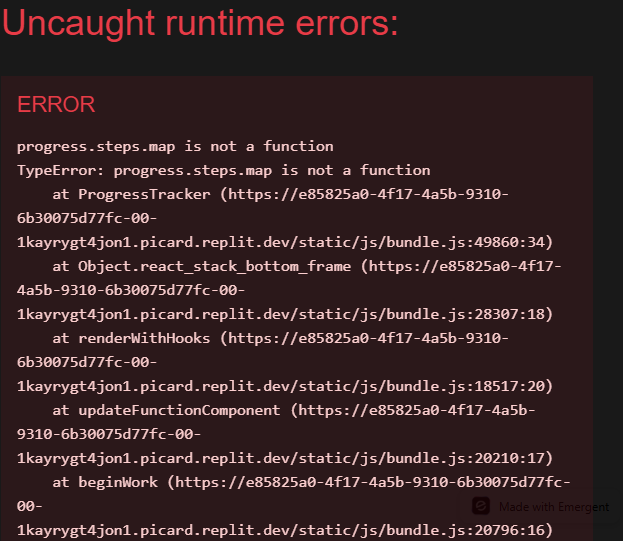 Uncaught runtime errors:
ERROR
progress.steps.map is not a function
TypeError: progress.steps.map is not a function
    at ProgressTracker (https://e85825a0-4f17-4a5b-9310-
6b30075d77fc-00-
1kayrygt4jon1.picard.replit.dev/static/js/bundle.js:49860:34)
    at Object.react_stack_bottom_frame (https://e85825a0-4f17-
4a5b-9310-6b30075d77fc-00-
1kayrygt4jon1.picard.replit.dev/static/js/bundle.js:28307:18)
    at renderWithHooks (https://e85825a0-4f17-4a5b-9310-
6b30075d77fc-00-
1kayrygt4jon1.picard.replit.dev/static/js/bundle.js:18517:20)
    at updateFunctionComponent (https://e85825a0-4f17-4a5b-
9310-6b30075d77fc-00-
1kayrygt4jon1.picard.replit.dev/static/js/bundle.js:20210:17)
    at beginWork (https://e85825a0-4f17-4a5b-9310-6b30075d77fc-
00-
Made with Emergent
1kayrygt4jon1.picard.replit.dev/static/js/bundle.js:20796:16)